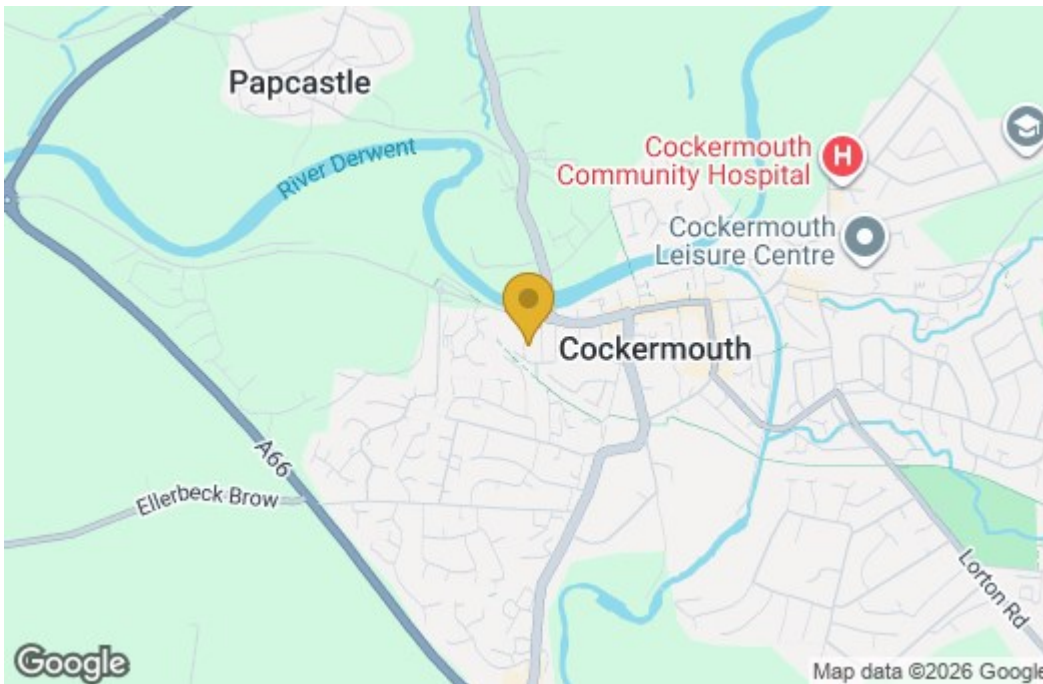 Papcastle
River Derwent
Cockermouth
Community Hospital
H
Cockermouth
Leisure Centre
Cockermouth
A66
Ellerbeck Brow
Lorton Rd
Google
Map data ©2026 Google